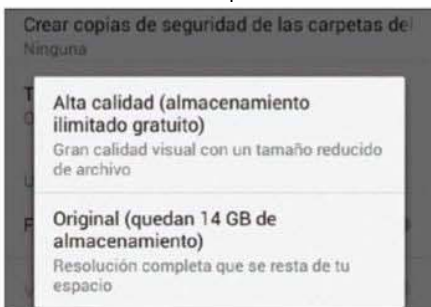 Crear copias de seguridad de las carpetas del
Ninguna
T
Alta calidad (almacenamiento
ilimitado gratuito)
Gran calidad visual con un tamaño reducido
de archivo
Original (quedan 14 GB de
almacenamiento)
Resolución completa que se resta de tu
espacio